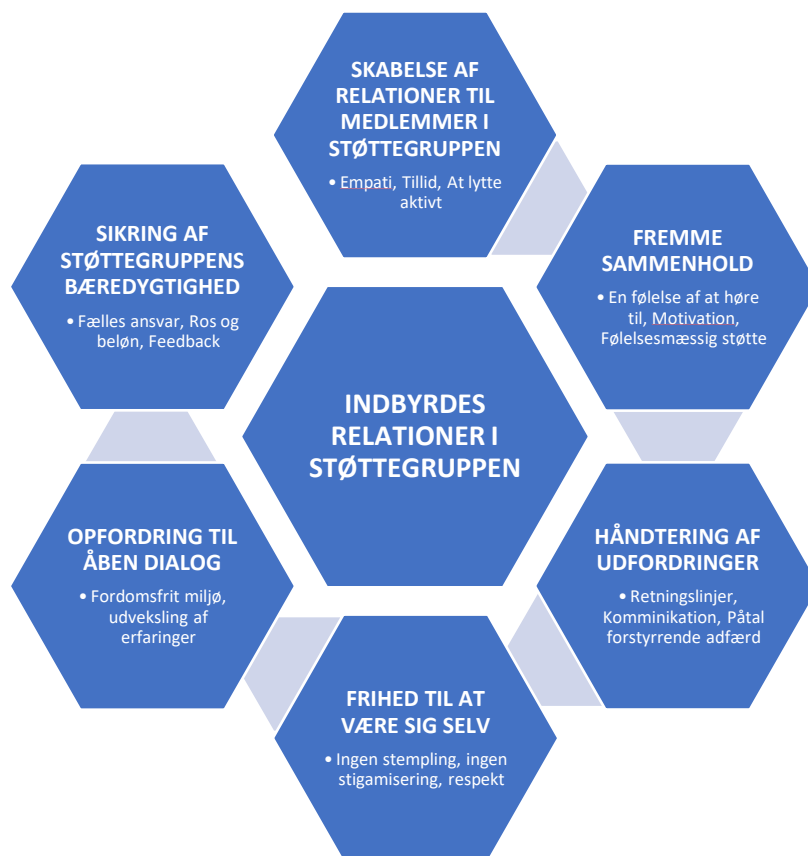 SKABELSE AF
RELATIONER TIL
MEDLEMMER I
STØTTEGRUPPEN
• Empati, Tillid, At lytte
aktivt
FREMME
SAMMENHOLD
• En følelse af at høre
til, Motivation,
Følelsesmæssig støtte
HÅNDTERING AF
UDFORDRINGER
• Retningslinjer,
Komminikation, Påtal
forstyrrende adfærd
FRIHED TIL AT
VÆRE SIG SELV
• Ingen stempling, ingen
stigamisering, respekt
OPFORDRING TIL
ÅBEN DIALOG
• Fordomsfrit miljø,
udveksling af
erfaringer
SIKRING AF
STØTTEGRUPPENS
BÆREDYGTIGHED
• Fælles ansvar, Ros og
beløn, Feedback
INDBYRDES
RELATIONER I
STØTTEGRUPPEN